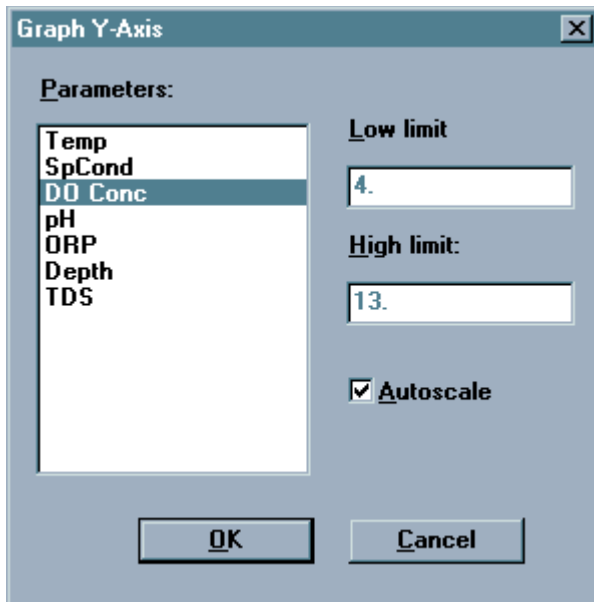 Graph Y-Axis
Parameters:
Temp
SpCond
DO Conc
pH
ORP
Depth
TDS
Low limit
4.
High limit:
13.
Autoscale
OK
Cancel